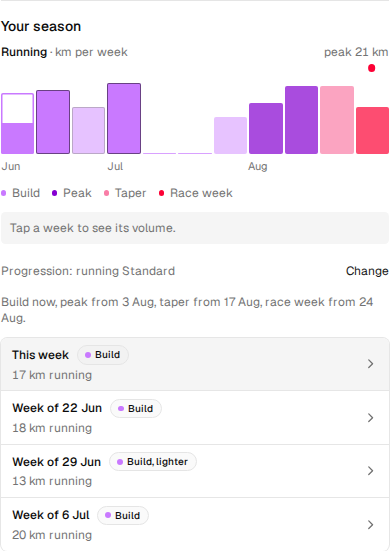 Your season
Running · km per week peak 21 km
Jun Jul Aug
Build Peak Taper Race week
Tap a week to see its volume.
Progression: running Standard Change
Build now, peak from 3 Aug, taper from 17 Aug, race week from 24
Aug.
This week Build
17 km running
Week of 22 Jun Build
18 km running
Week of 29 Jun Build, lighter
13 km running
Week of 6 Jul Build
20 km running